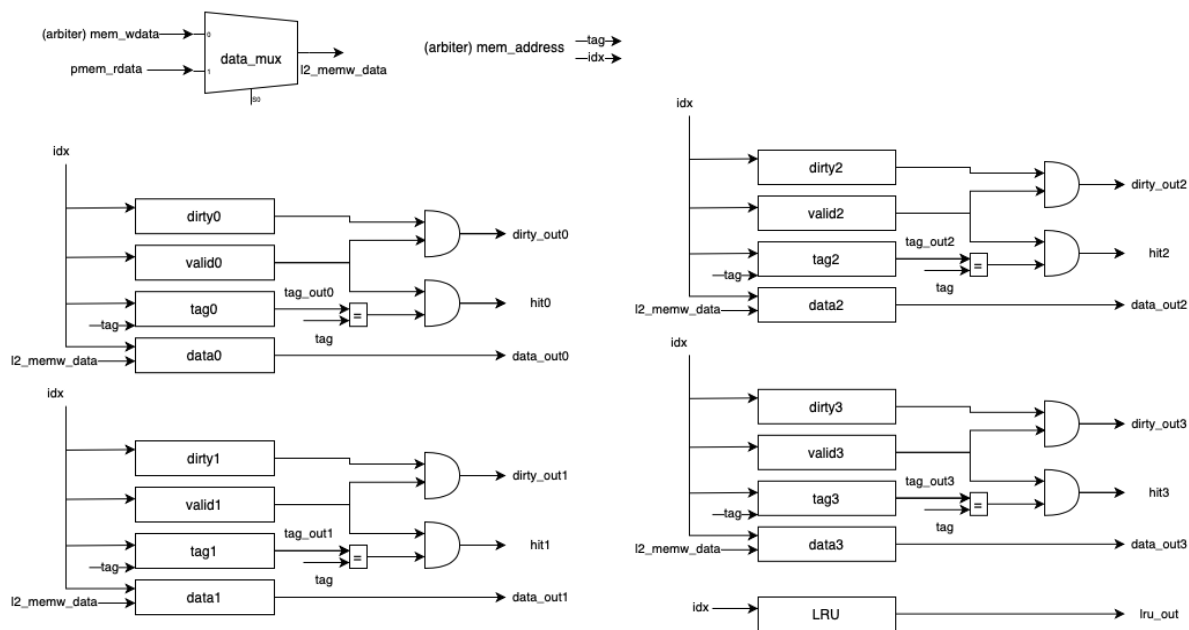 (arbiter) mem_wdata
0
data_mux
l2_memw_data
pmem_rdata
1
S0
(arbiter) mem_address
tag
idx
idx
dirty0
dirty_out0
valid0
tag_out0
hit0
tag0
=
tag
tag
data0
data_out0
l2_memw_data
idx
dirty1
dirty_out1
valid1
tag_out1
hit1
tag1
=
tag
tag
data1
data_out1
l2_memw_data
idx
dirty2
dirty_out2
valid2
tag_out2
hit2
tag2
=
tag
tag
data2
data_out2
l2_memw_data
idx
dirty3
dirty_out3
valid3
tag_out3
hit3
tag3
=
tag
tag
data3
data_out3
l2_memw_data
idx
LRU
lru_out